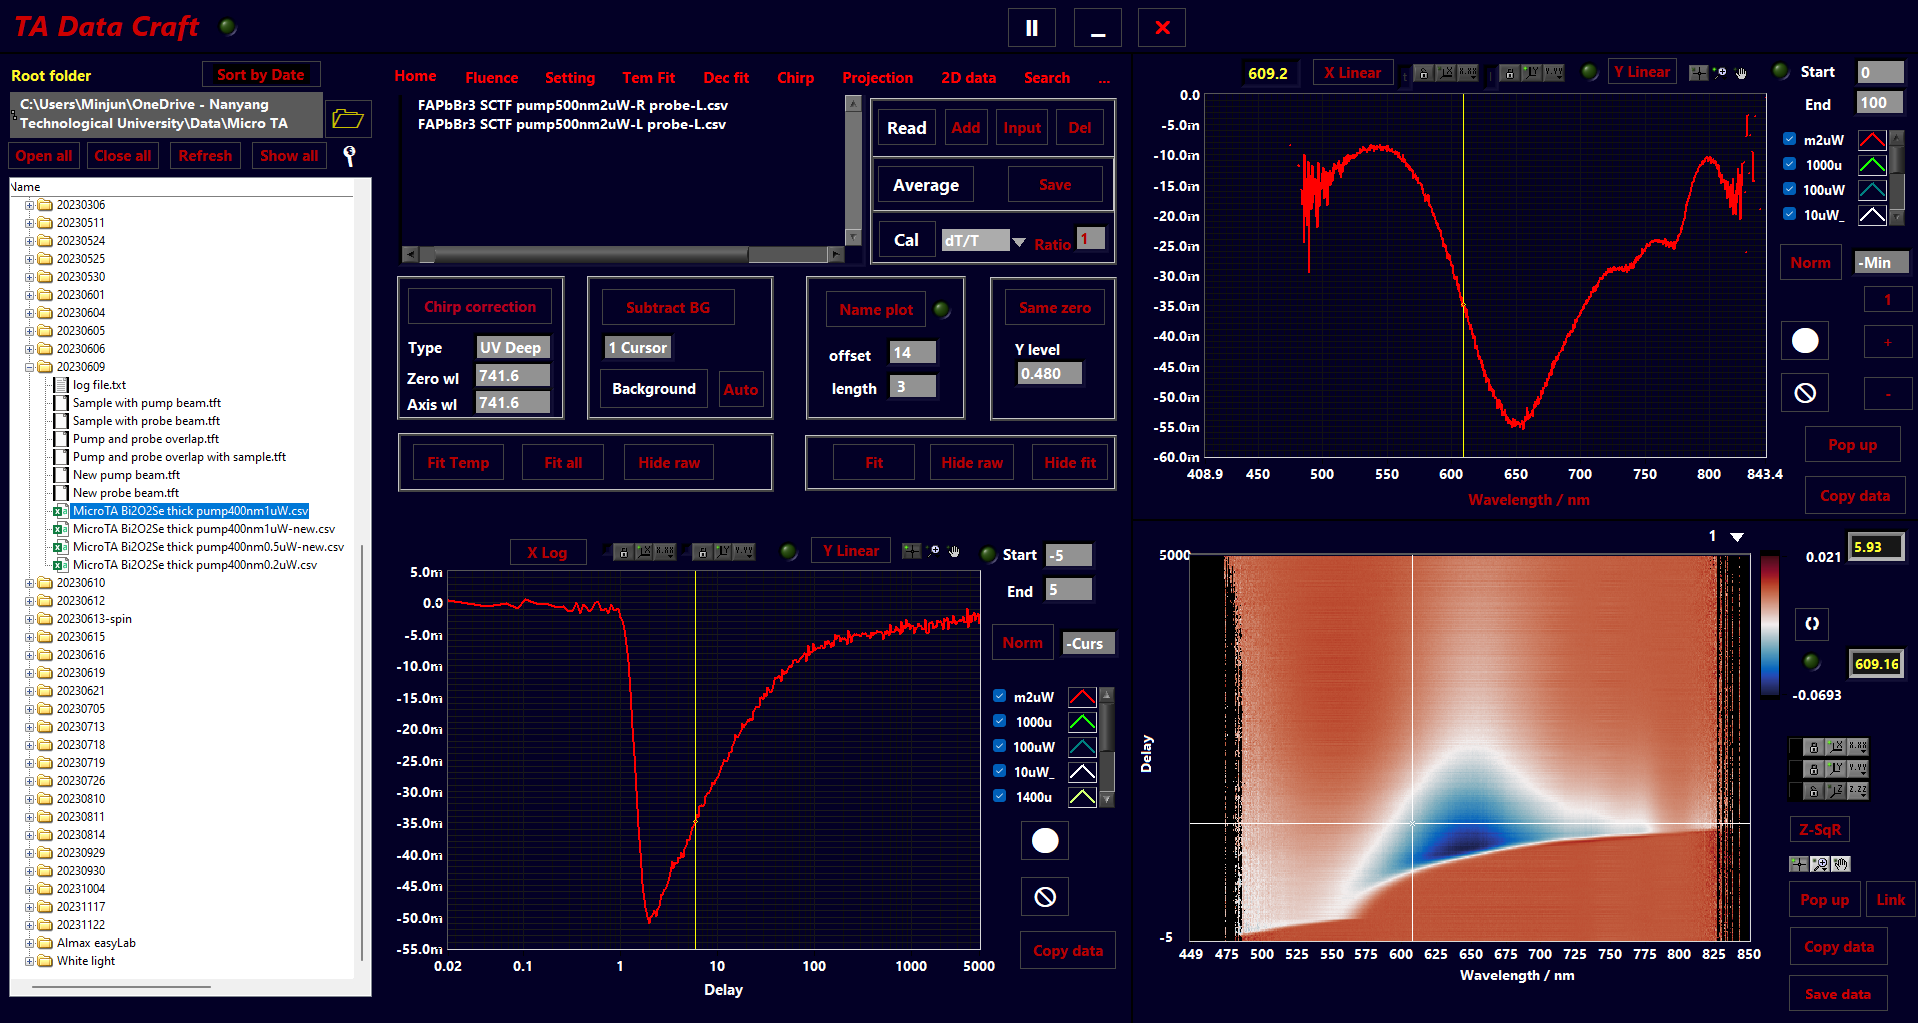 TA Data Craft
Root folder
Sort by Date
C:\Users\Minjun\OneDrive - Nanyang
Technological University\Data\Micro TA
Open all
Close all
Refresh
Show all
Name
20230306
20230511
20230524
20230525
20230530
20230601
20230604
20230605
20230606
20230609
log file.txt
Sample with pump beam.tft
Sample with probe beam.tft
Pump and probe overlap.tft
Pump and probe overlap with sample.tft
New pump beam.tft
New probe beam.tft
MicroTA Bi2O2Se thick pump400nm1uW.csv
MicroTA Bi2O2Se thick pump400nm1uW-new.csv
MicroTA Bi2O2Se thick pump400nm0.5uW-new.csv
MicroTA Bi2O2Se thick pump400nm0.2uW.csv
20230610
20230612
20230613-spin
20230615
20230616
20230619
20230621
20230705
20230713
20230718
20230719
20230726
20230810
20230811
20230814
20230929
20230930
20231004
20231117
20231122
Almax easyLab
White light
Home
Fluence
Setting
Tem Fit
Dec fit
Chirp
Projection
2D data
Search
...
FAPbBr3 SCTF pump500nm2uW-R probe-L.csv
FAPbBr3 SCTF pump500nm2uW-L probe-L.csv
Read
Add
Input
Del
Average
Save
Cal
dT/T
Ratio
1
Chirp correction
Type
UV Deep
Zero wl
741.6
Axis wl
741.6
Subtract BG
1 Cursor
Background
Auto
Name plot
offset
14
length
3
Same zero
Y level
0.480
Fit Temp
Fit all
Hide raw
Fit
Hide raw
Hide fit
X Log
Y Linear
Start
-5
End
5
Norm
-Curs
m2uW
1000u
100uW
10uW_
1400u
Copy data
5.0m
0.0
-5.0m
-10.0m
-15.0m
-20.0m
-25.0m
-30.0m
-35.0m
-40.0m
-45.0m
-50.0m
-55.0m
0.02
0.1
1
10
100
1000
5000
Delay
609.2
X Linear
Y Linear
Start
0
End
100
m2uW
1000u
100uW
10uW_
Norm
-Min
1
+
-
Pop up
Copy data
0.0
-5.0m
-10.0m
-15.0m
-20.0m
-25.0m
-30.0m
-35.0m
-40.0m
-45.0m
-50.0m
-55.0m
-60.0m
408.9
450
500
550
600
650
700
750
800
843.4
Wavelength / nm
1
5000
-5
Delay
449
475
500
525
550
575
600
625
650
675
700
725
750
775
800
825
850
Wavelength / nm
0.021
-0.0693
5.93
609.16
Z-SqR
Pop up
Link
Copy data
Save data